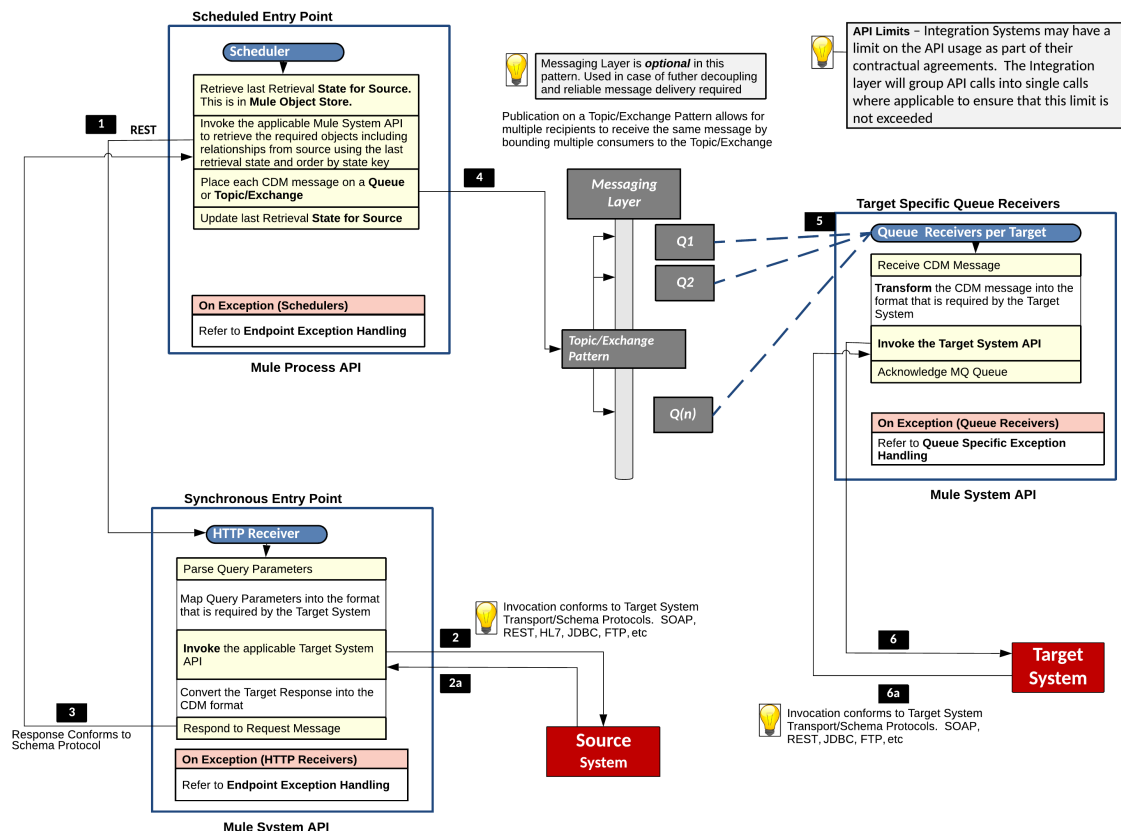 Scheduled Entry Point
Scheduler
Retrieve last Retrieval State for Source.
This is in Mule Object Store.
Invoke the applicable Mule System API
to retrieve the required objects including
relationships from source using the last
retrieval state and order by state key
Place each CDM message on a Queue
or Topic/Exchange
Update last Retrieval State for Source
On Exception (Schedulers)
Refer to Endpoint Exception Handling
Mule Process API
1
REST
4
Messaging Layer is optional in this
pattern. Used in case of futher decoupling
and reliable message delivery required
Publication on a Topic/Exchange Pattern allows for
multiple recipients to receive the same message by
bounding multiple consumers to the Topic/Exchange
API Limits – Integration Systems may have a
limit on the API usage as part of their
contractual agreements. The Integration
layer will group API calls into single calls
where applicable to ensure that this limit is
not exceeded
Messaging
Layer
Q1
Q2
Topic/Exchange
Pattern
Q(n)
Target Specific Queue Receivers
5
Queue Receivers per Target
Receive CDM Message
Transform the CDM message into the
format that is required by the Target
System
Invoke the Target System API
Acknowledge MQ Queue
On Exception (Queue Receivers)
Refer to Queue Specific Exception
Handling
Mule System API
Synchronous Entry Point
HTTP Receiver
Parse Query Parameters
Map Query Parameters into the format
that is required by the Target System
Invoke the applicable Target System
API
Convert the Target Response into the
CDM format
Respond to Request Message
On Exception (HTTP Receivers)
Refer to Endpoint Exception Handling
Mule System API
3
Response Conforms to
Schema Protocol
2
2a
Invocation conforms to Target System
Transport/Schema Protocols. SOAP,
REST, HL7, JDBC, FTP, etc
Source
System
6
6a
Target
System
Invocation conforms to Target System
Transport/Schema Protocols. SOAP,
REST, JDBC, FTP, etc